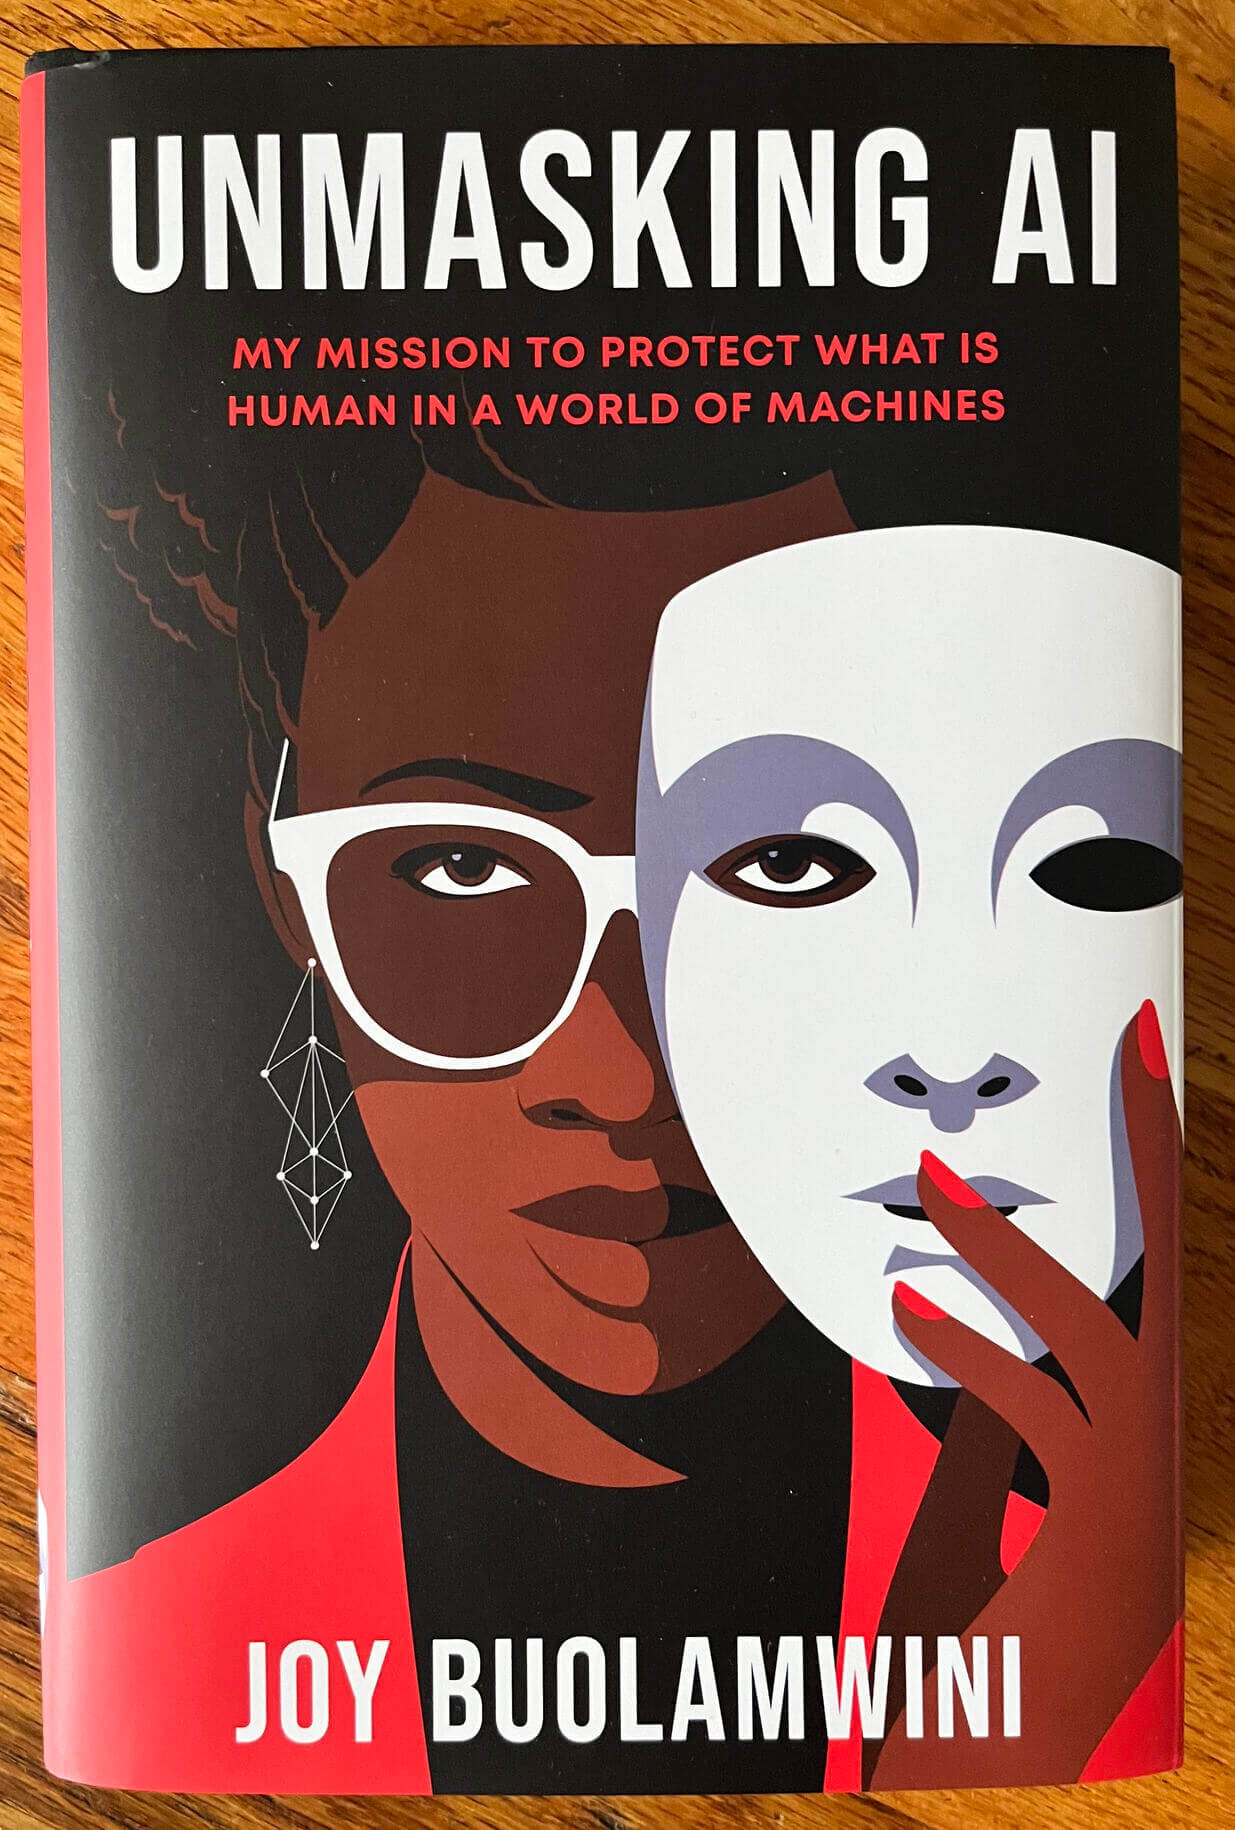 UNMASKING AI
MY MISSION TO PROTECT WHAT IS
HUMAN IN A WORLD OF MACHINES
JOY BUOLAMWINI